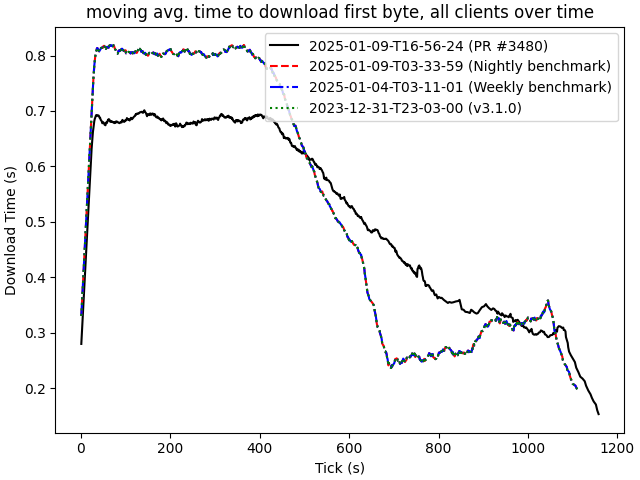 moving avg. time to download first byte, all clients over time
2025-01-09-T16-56-24 (PR #3480)
2025-01-09-T03-33-59 (Nightly benchmark)
2025-01-04-T03-11-01 (Weekly benchmark)
2023-12-31-T23-03-00 (v3.1.0)
Download Time (s)
0.8
0.7
0.6
0.5
0.4
0.3
0.2
0 200 400 600 800 1000 1200
Tick (s)